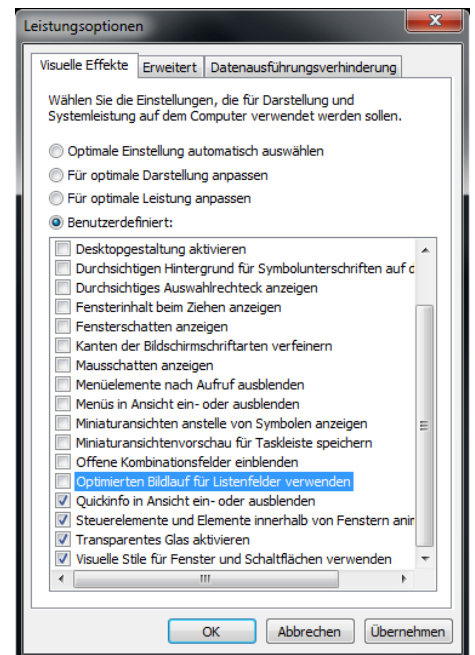 Leistungsoptionen
Visuelle Effekte Erweitert Datenausführungsverhinderung
Wählen Sie die Einstellungen, die für Darstellung und
Systemleistung auf dem Computer verwendet werden sollen.
Optimale Einstellung automatisch auswählen
Für optimale Darstellung anpassen
Für optimale Leistung anpassen
Benutzerdefiniert:
Desktopgestaltung aktivieren
Durchsichtigen Hintergrund für Symbolunterschriften auf d
Durchsichtiges Auswahlrechteck anzeigen
Fensterinhalt beim Ziehen anzeigen
Fensterschatten anzeigen
Kanten der Bildschirmschriftarten verfeinern
Mausschatten anzeigen
Menüelemente nach Aufruf ausblenden
Menüs in Ansicht ein- oder ausblenden
Miniaturansichten anstelle von Symbolen anzeigen
Miniaturansichtenvorschau für Taskleiste speichern
Offene Kombinationsfelder einblenden
Optimierten Bildlauf für Listenfelder verwenden
Quickinfo in Ansicht ein- oder ausblenden
Steuerelemente und Elemente innerhalb von Fenstern anir
Transparentes Glas aktivieren
Visuelle Stile für Fenster und Schaltflächen verwenden
OK Abbrechen Übernehmen